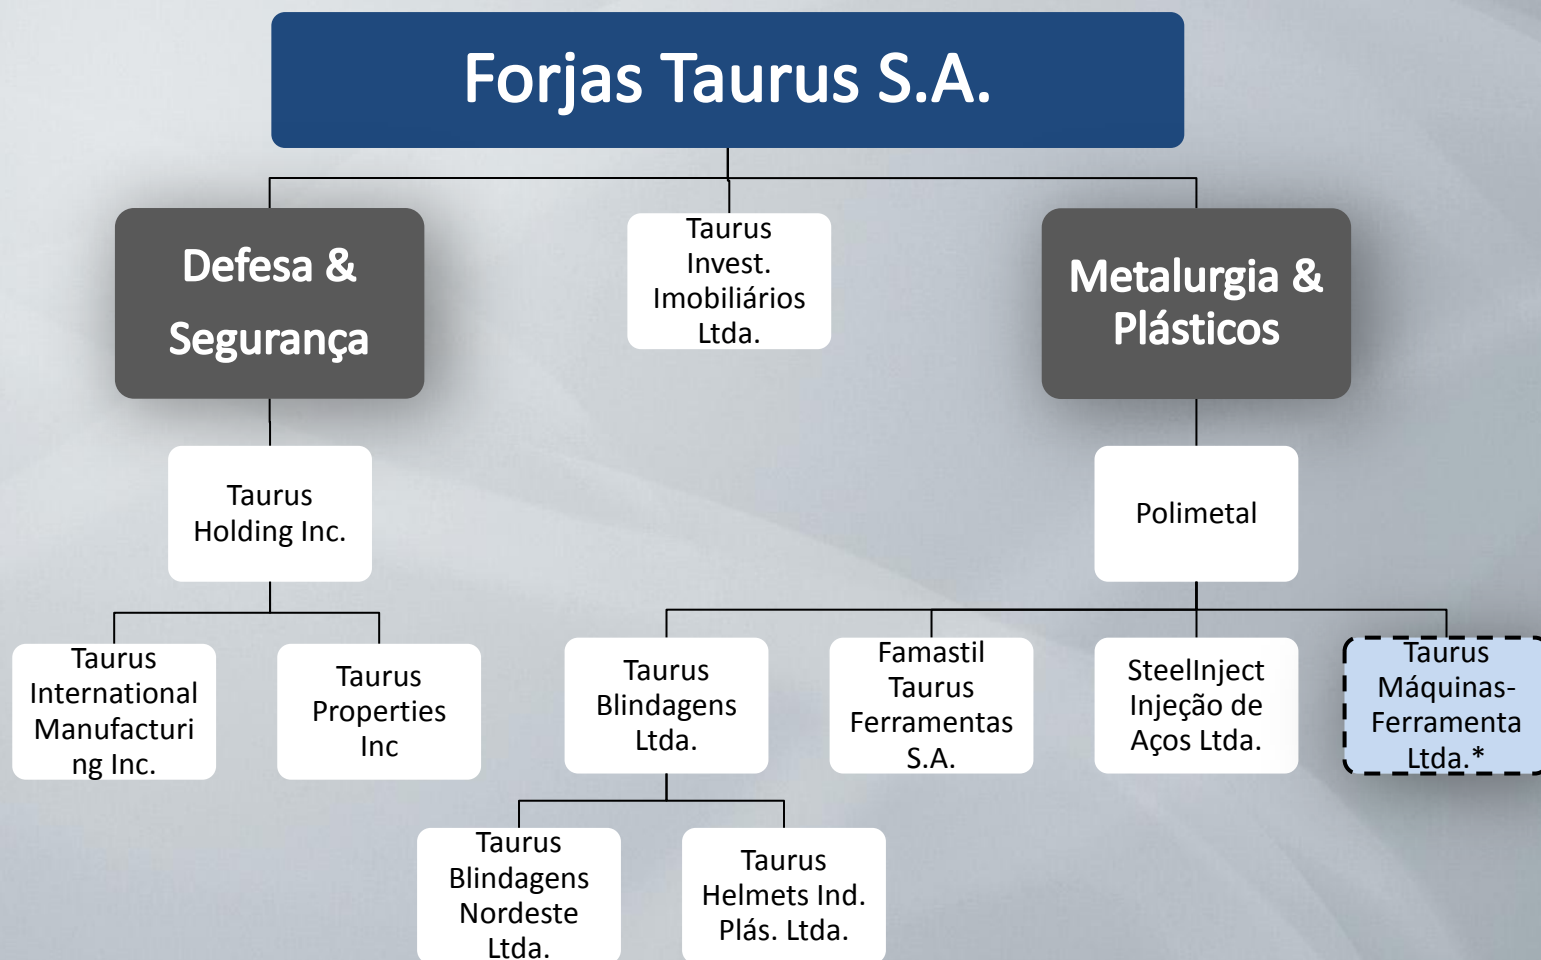 Forjas Taurus S.A.
Defesa &
Segurança
Taurus
Invest.
Imobiliários
Ltda.
Metalurgia &
Plásticos
Taurus
Holding Inc.
Polimetal
Taurus
International
Manufacturi
ng Inc.
Taurus
Properties
Inc
Taurus
Blindagens
Ltda.
Famastil
Taurus
Ferramentas
S.A.
SteelInject
Injeção de
Aços Ltda.
Taurus
Máquinas-
Ferramenta
Ltda.*
Taurus
Blindagens
Nordeste
Ltda.
Taurus
Helmets Ind.
Plás. Ltda.